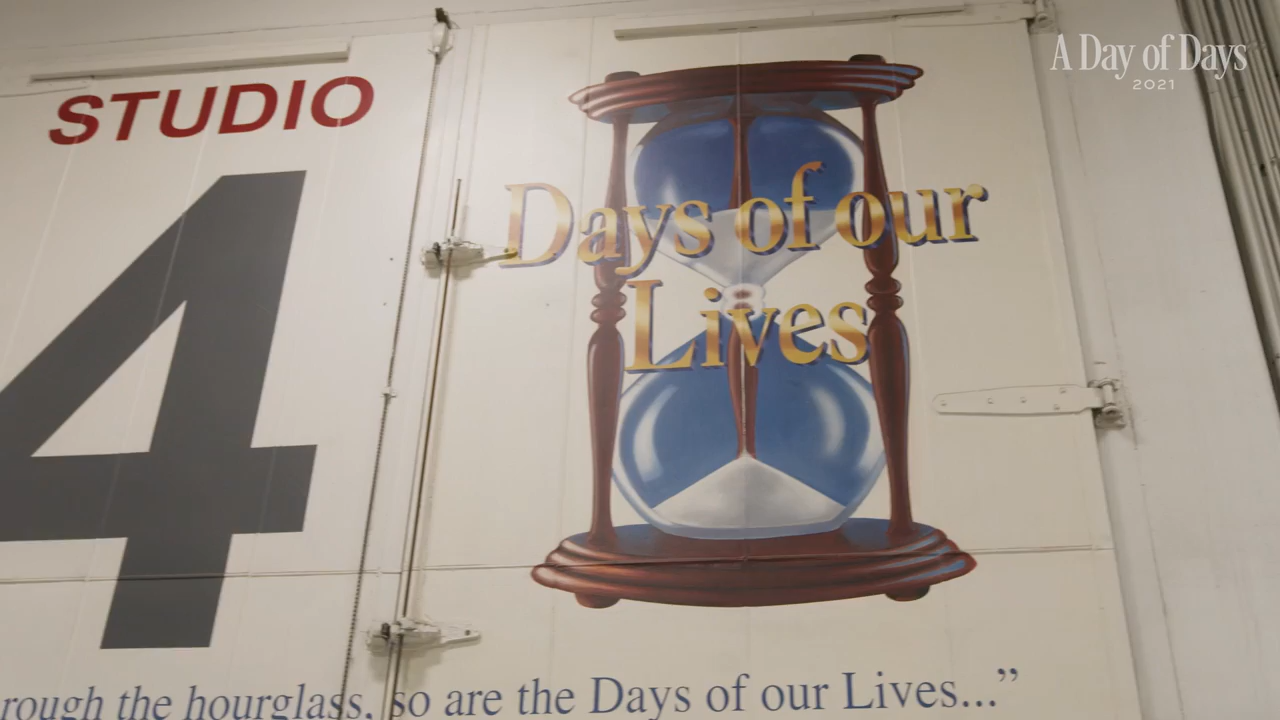 A Day of Days
2021
STUDIO
4
Days of our
Lives
rough the hourglass, so are the Days of our Lives..."